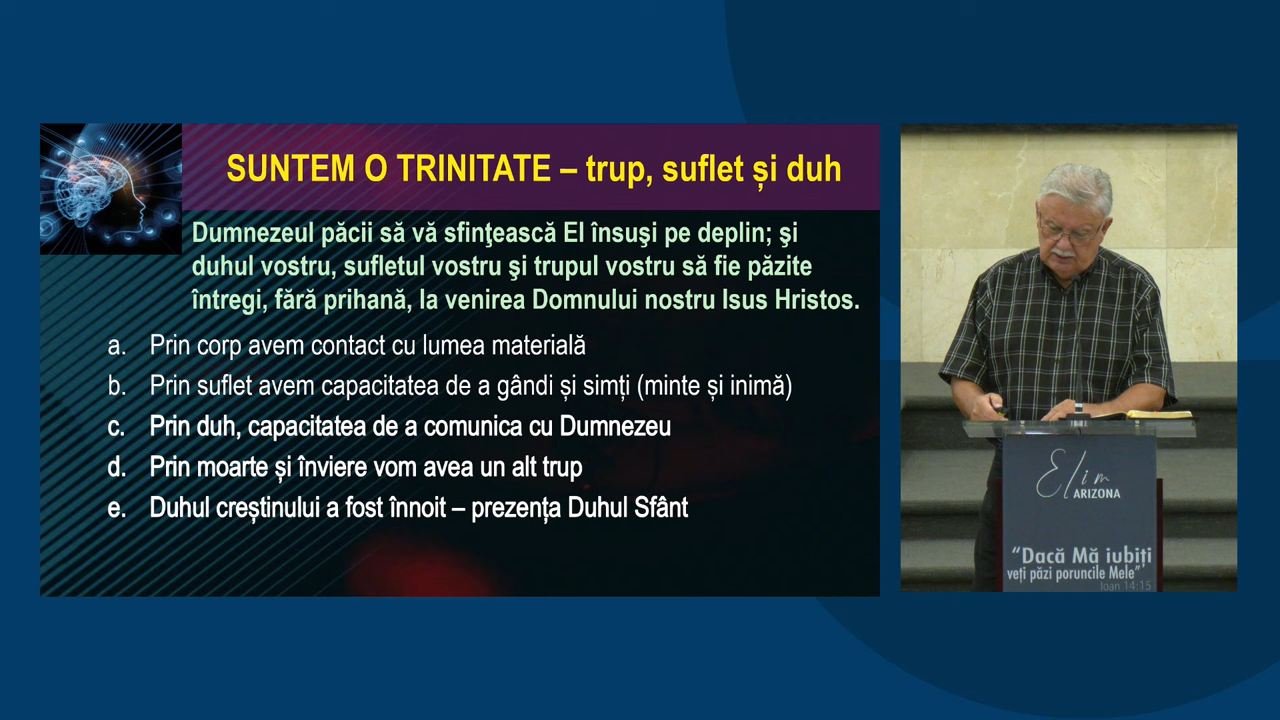 SUNTEM O TRINITATE – trup, suflet și duh
Dumnezeul păcii să vă sfinţească El însuşi pe deplin; şi
duhul vostru, sufletul vostru şi trupul vostru să fie păzite
întregi, fără prihană, la venirea Domnului nostru Isus Hristos.
a. Prin corp avem contact cu lumea materială
b. Prin suflet avem capacitatea de a gândi și simți (minte și inimă)
c. Prin duh, capacitatea de a comunica cu Dumnezeu
d. Prin moarte și înviere vom avea un alt trup
e. Duhul creștinului a fost înnoit – prezența Duhul Sfânt
Elim
ARIZONA
“Dacă Mă iubiți
veți păzi poruncile Mele”
Ioan 14:15